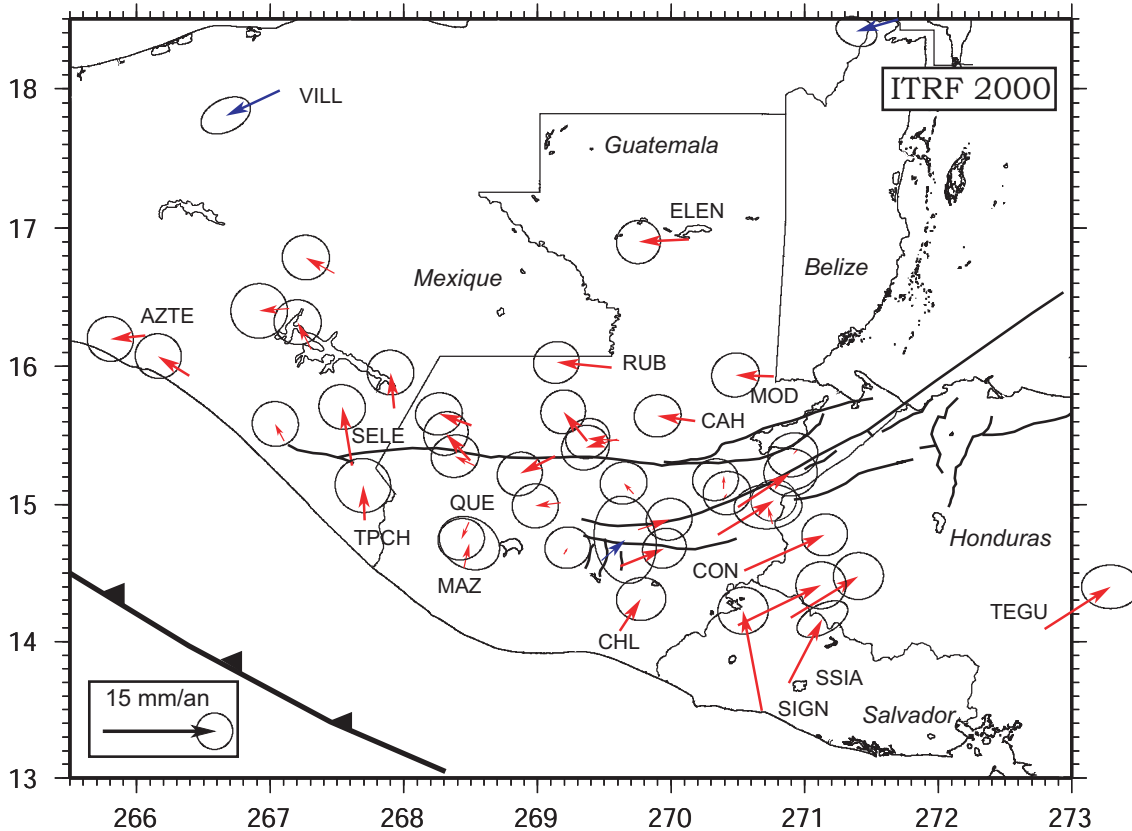 18
17
16
15
14
13
ITRF 2000
VILL
Guatemala
ELEN
Mexique
Belize
AZTE
RUB
MOD
CAH
SELE
QUE
TPCH
MAZ
CON
Honduras
CHL
TEGU
SSIA
SIGN
Salvador
15 mm/an
266 267 268 269 270 271 272 273